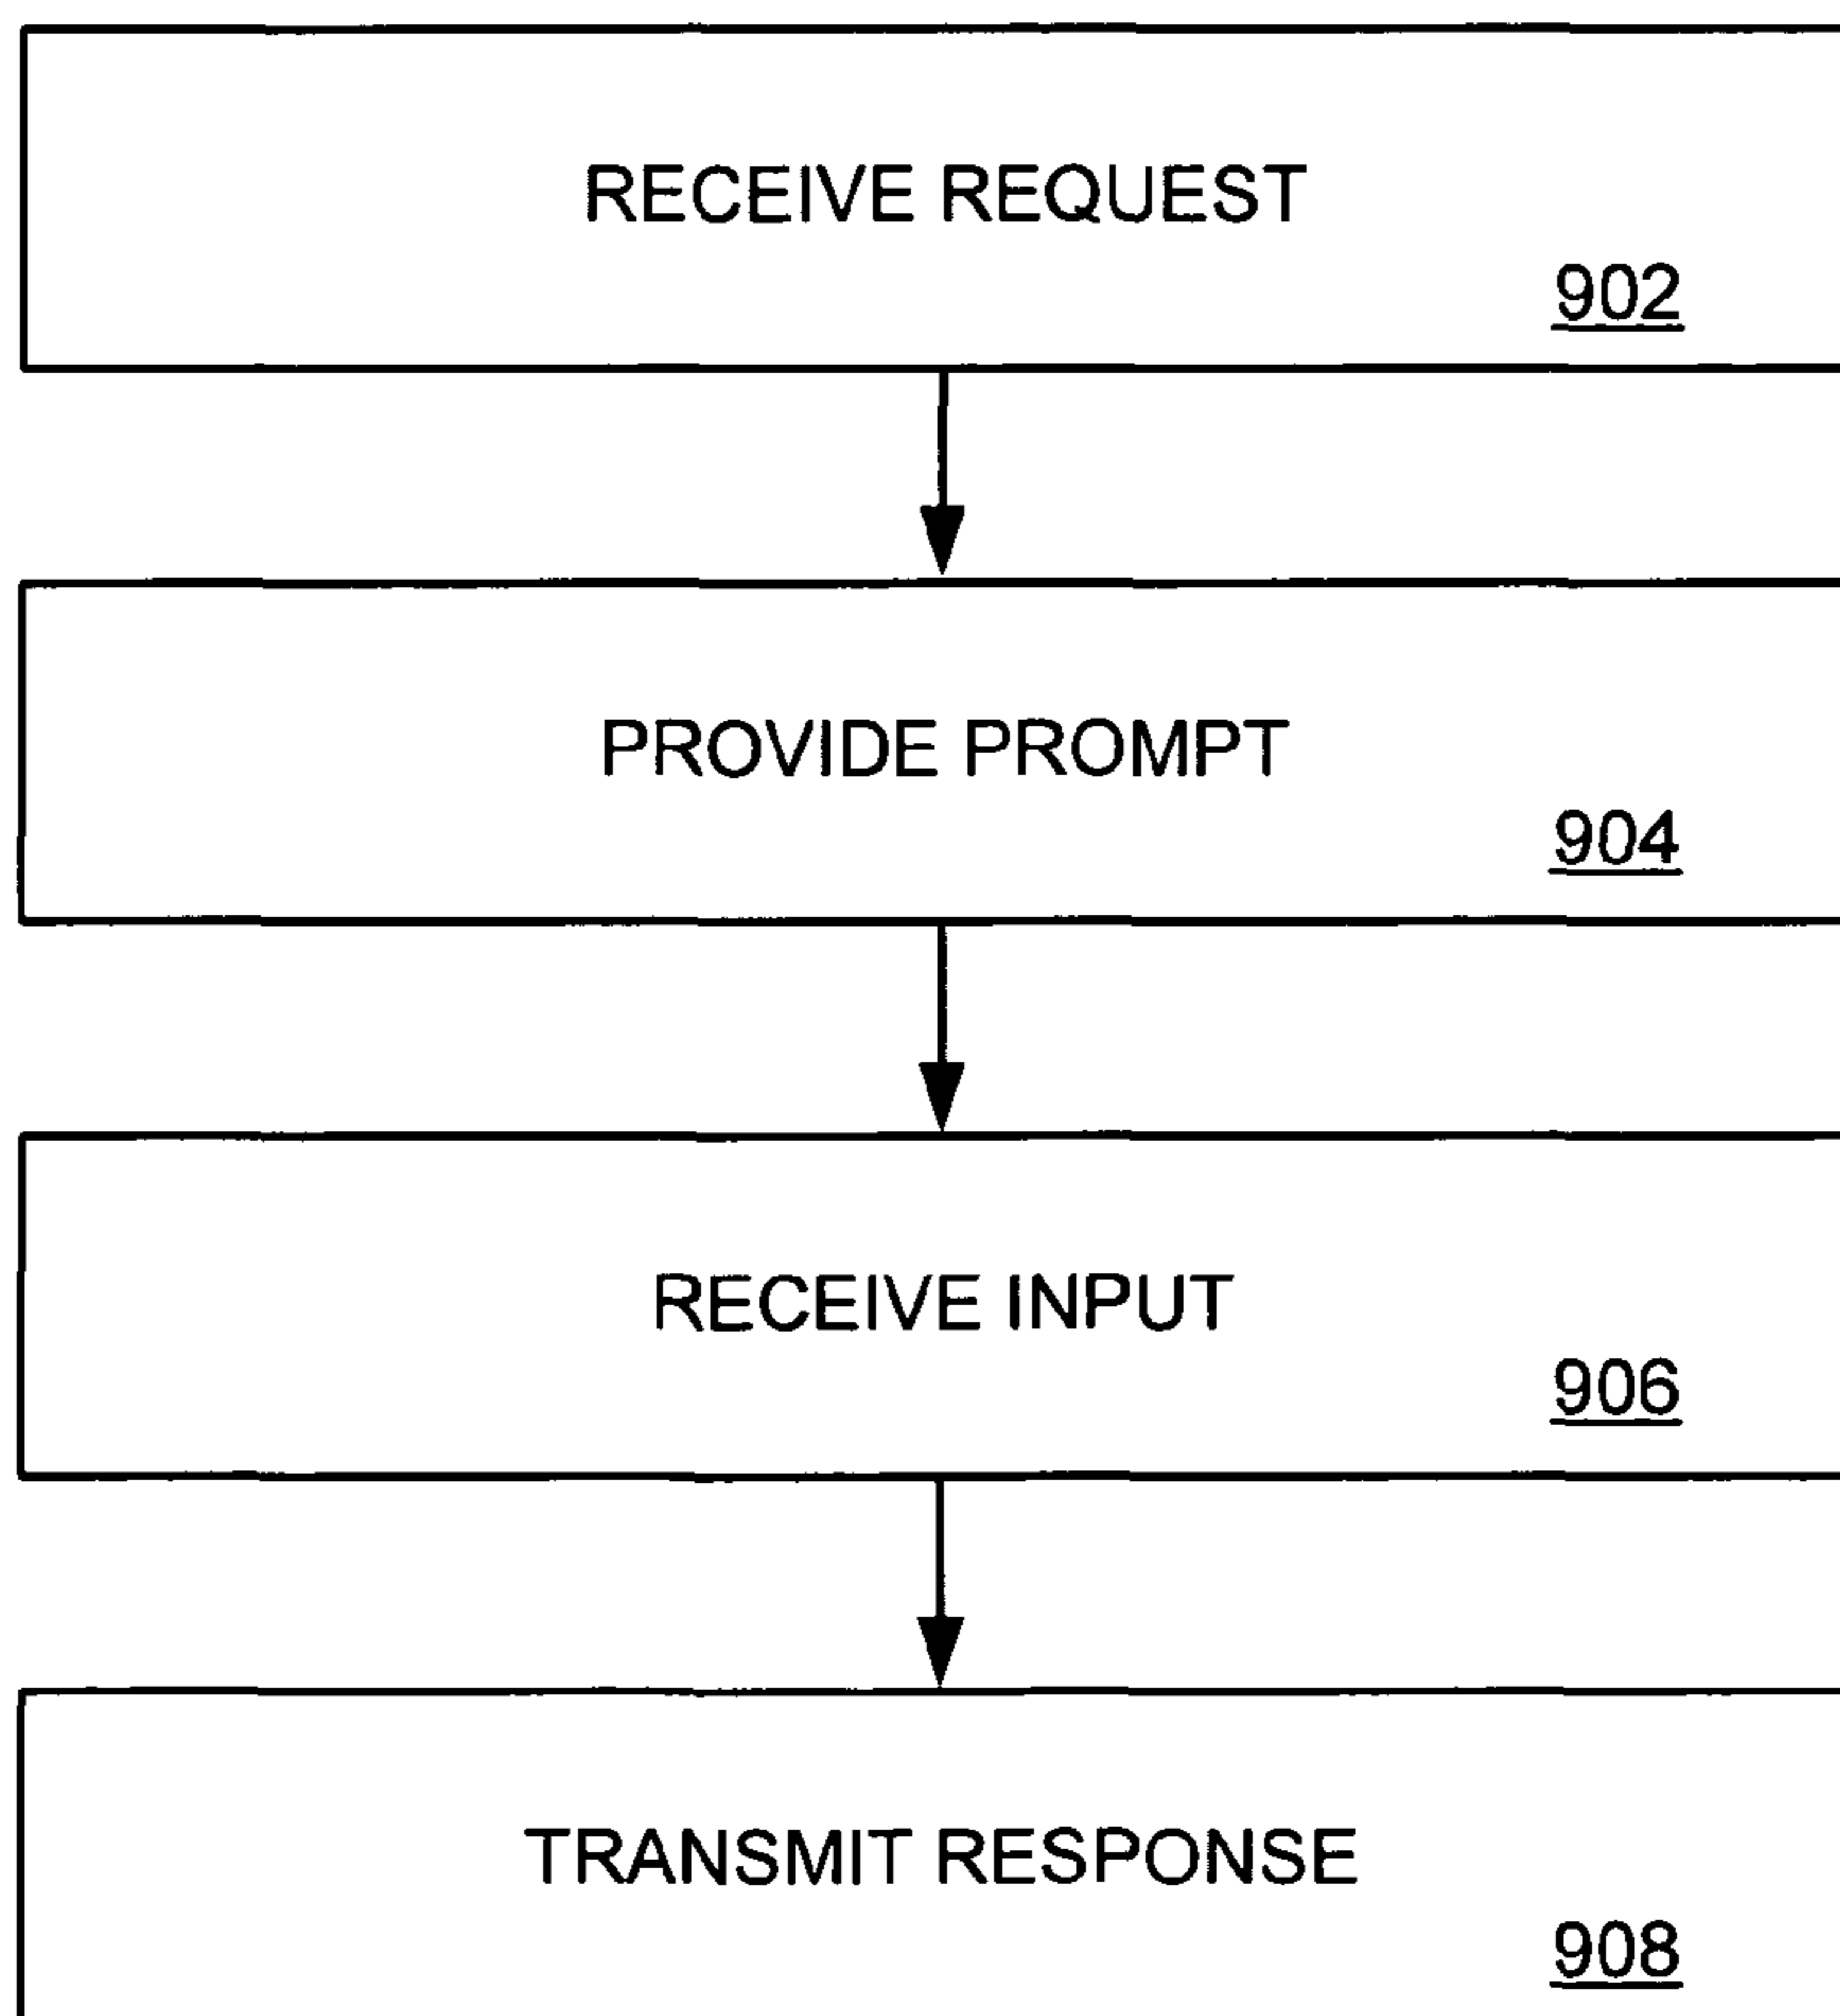 RECEIVE REQUEST
902
PROVIDE PROMPT
904
RECEIVE INPUT
906
TRANSMIT RESPONSE
908